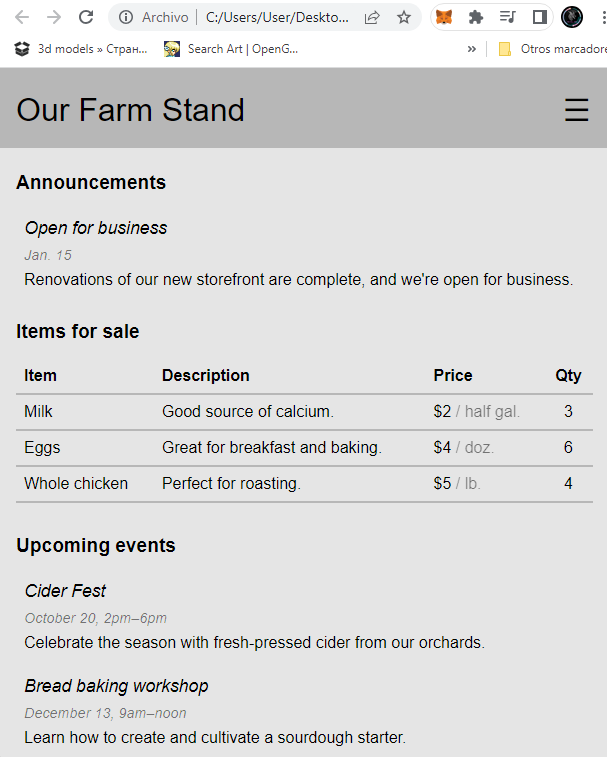 Archivo C:/Users/User/Deskto...
3d models » Стран... Search Art | OpenG... » Otros marcadore
Our Farm Stand
Announcements
Open for business
Jan. 15
Renovations of our new storefront are complete, and we're open for business.
Items for sale
Item Description Price Qty
Milk Good source of calcium. $2 / half gal. 3
Eggs Great for breakfast and baking. $4 / doz. 6
Whole chicken Perfect for roasting. $5 / lb. 4
Upcoming events
Cider Fest
October 20, 2pm–6pm
Celebrate the season with fresh-pressed cider from our orchards.
Bread baking workshop
December 13, 9am–noon
Learn how to create and cultivate a sourdough starter.